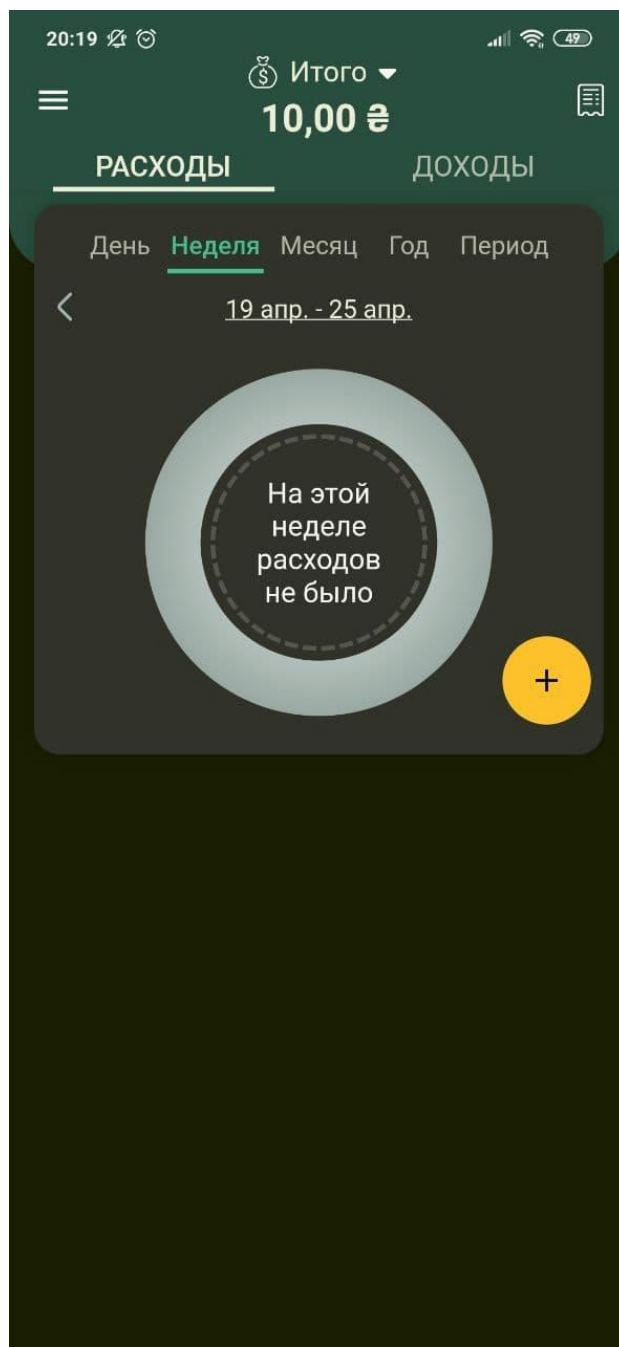 20:19 49
Итого
10,00 ₴
РАСХОДЫ ДОХОДЫ
День Неделя Месяц Год Период
19 апр. - 25 апр.
На этой
неделе
расходов
не было
+